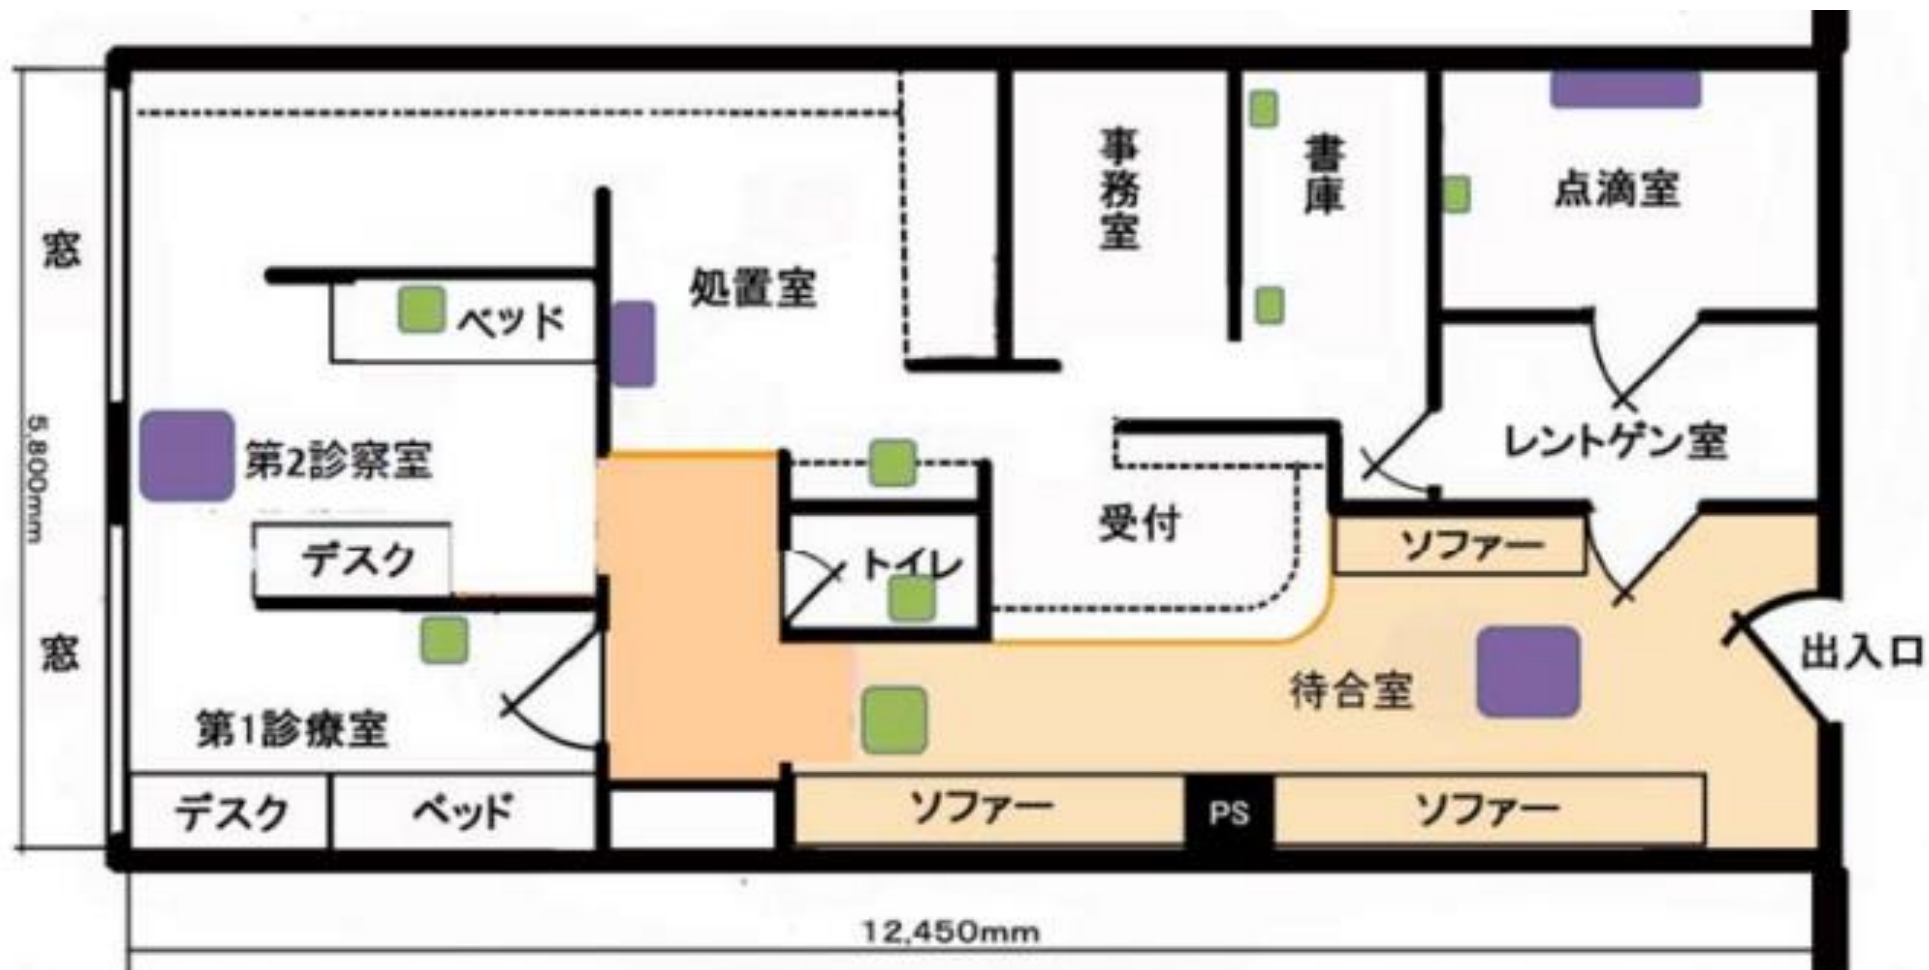 事務室
書庫
点滴室
窓
処置室
ベッド
第2診察室
レントゲン室
5,800mm
受付
ソファー
デスク
トイレ
窓
出入口
待合室
第1診療室
デスク
ベッド
ソファー
PS
ソファー
12,450mm